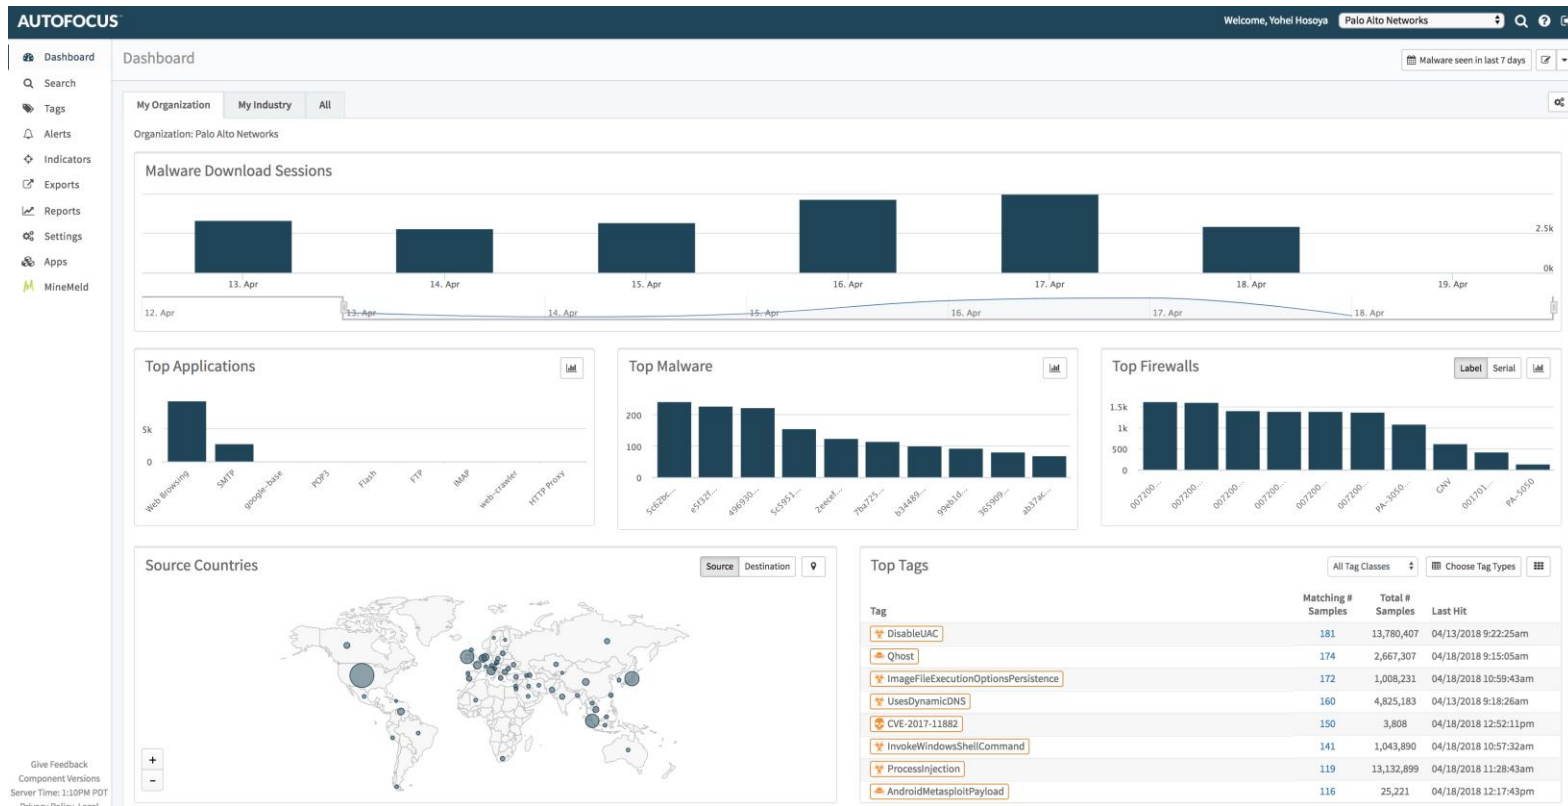 AUTOFOCUS
Welcome, Yohei Hosoya Palo Alto Networks
Dashboard
Search
Tags
Alerts
Indicators
Exports
Reports
Settings
Apps
MineMeld
Give Feedback
Component Versions
Server Time: 1:10PM PDT
Privacy Policy Legal
Dashboard
Malware seen in last 7 days
My Organization My Industry All
Organization: Palo Alto Networks
Malware Download Sessions
2.5k
0k
13. Apr 14. Apr 15. Apr 16. Apr 17. Apr 18. Apr 19. Apr
12. Apr 13. Apr 14. Apr 15. Apr 16. Apr 17. Apr 18. Apr
Top Applications
5k
0
Web Browsing SMTP google-base POP3 Flash FTP IMAP web-crawler HTTP Proxy
Top Malware
200
100
0
5c62bc... e5f32f... 496930... 5c5951... 2eecef... 7ba725... b34489... 99eb1d... 365909... ab37ac...
Top Firewalls
Label Serial
1.5k
1k
500
0
007200... 007200... 007200... 007200... 007200... 007200... PA-3050... GNV 001701... PA-5050
Source Countries
Source Destination
+
-
Top Tags
All Tag Classes Choose Tag Types
Tag Matching # Samples Total # Samples Last Hit
DisableUAC 181 13,780,407 04/13/2018 9:22:25am
Qhost 174 2,667,307 04/18/2018 9:15:05am
ImageFileExecutionOptionsPersistence 172 1,008,231 04/18/2018 10:59:43am
UsesDynamicDNS 160 4,825,183 04/13/2018 9:18:26am
CVE-2017-11882 150 3,808 04/18/2018 12:52:11pm
InvokeWindowsShellCommand 141 1,043,890 04/18/2018 10:57:32am
ProcessInjection 119 13,132,899 04/18/2018 11:28:43am
AndroidMetasploitPayload 116 25,221 04/18/2018 12:17:43pm